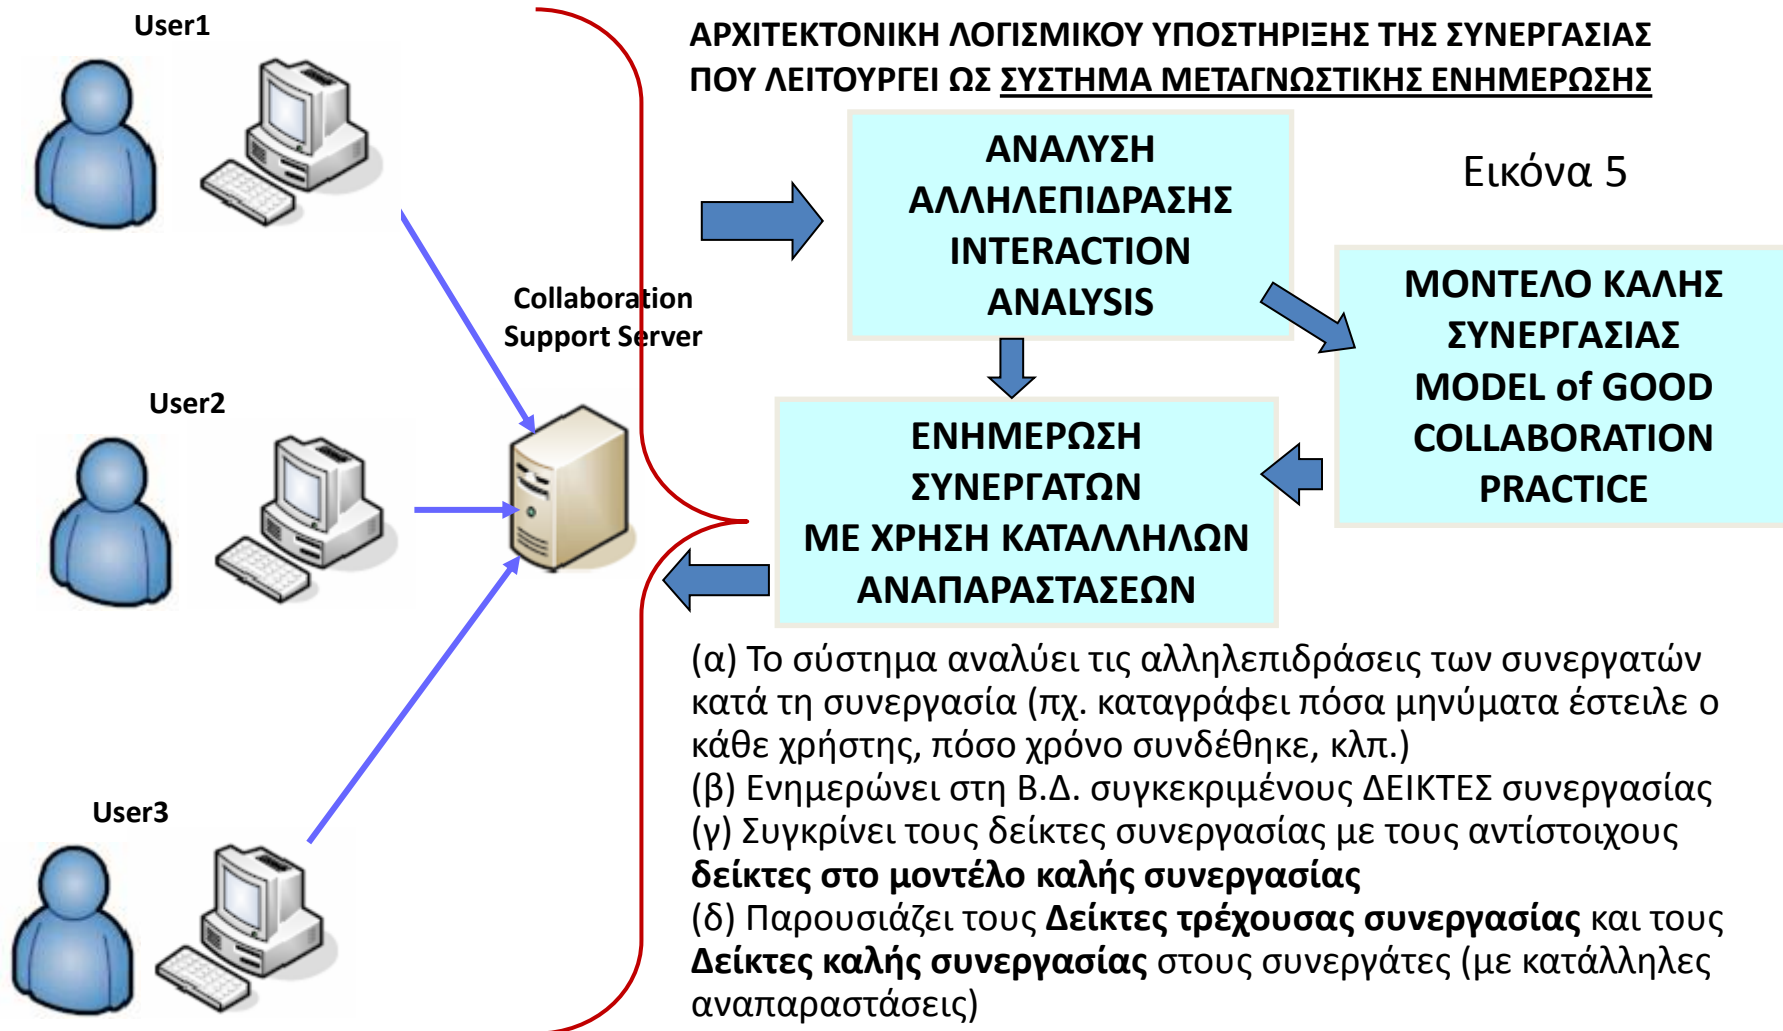 User1
ΑΡΧΙΤΕΚΤΟΝΙΚΗ ΛΟΓΙΣΜΙΚΟΥ ΥΠΟΣΤΗΡΙΞΗΣ ΤΗΣ ΣΥΝΕΡΓΑΣΙΑΣ
ΠΟΥ ΛΕΙΤΟΥΡΓΕΙ ΩΣ ΣΥΣΤΗΜΑ ΜΕΤΑΓΝΩΣΤΙΚΗΣ ΕΝΗΜΕΡΩΣΗΣ
ΑΝΑΛΥΣΗ
ΑΛΛΗΛΕΠΙΔΡΑΣΗΣ
INTERACTION
ANALYSIS
Εικόνα 5
Collaboration
Support Server
ΜΟΝΤΕΛΟ ΚΑΛΗΣ
ΣΥΝΕΡΓΑΣΙΑΣ
MODEL of GOOD
COLLABORATION
PRACTICE
User2
ΕΝΗΜΕΡΩΣΗ
ΣΥΝΕΡΓΑΤΩΝ
ΜΕ ΧΡΗΣΗ ΚΑΤΑΛΛΗΛΩΝ
ΑΝΑΠΑΡΑΣΤΑΣΕΩΝ
User3
(α) Το σύστημα αναλύει τις αλληλεπιδράσεις των συνεργατών
κατά τη συνεργασία (πχ. καταγράφει πόσα μηνύματα έστειλε ο
κάθε χρήστης, πόσο χρόνο συνδέθηκε, κλπ.)
(β) Ενημερώνει στη Β.Δ. συγκεκριμένους ΔΕΙΚΤΕΣ συνεργασίας
(γ) Συγκρίνει τους δείκτες συνεργασίας με τους αντίστοιχους
δείκτες στο μοντέλο καλής συνεργασίας
(δ) Παρουσιάζει τους Δείκτες τρέχουσας συνεργασίας και τους
Δείκτες καλής συνεργασίας στους συνεργάτες (με κατάλληλες
αναπαραστάσεις)